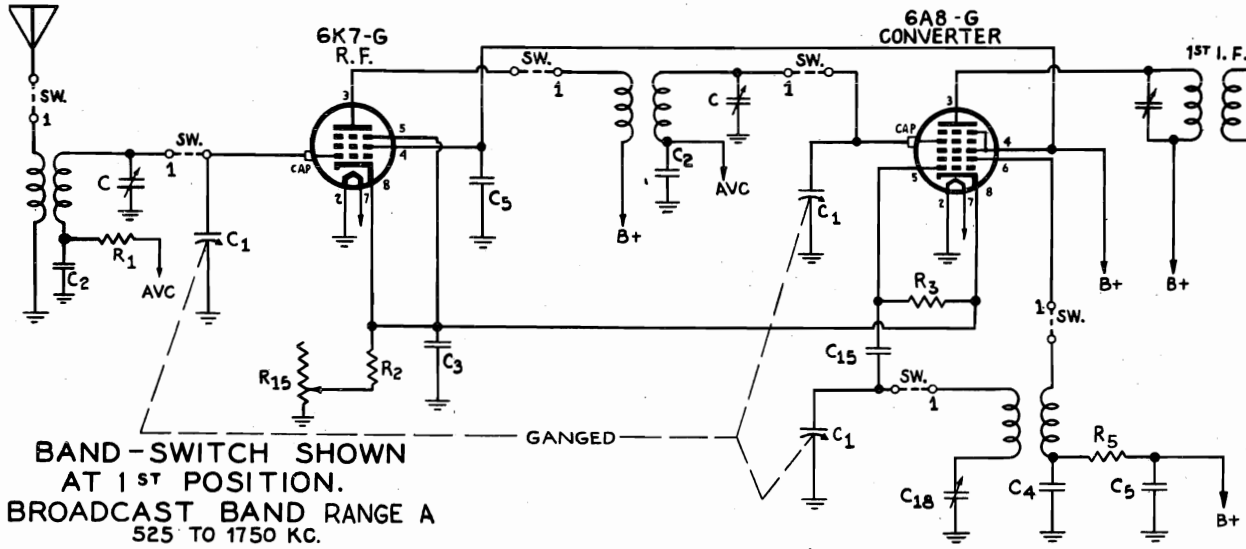 6K7-G
R.F.
6A8-G
CONVERTER
1ST I.F.
SW.
1
SW.
1
C
CAP
3
5
4
8
2
7
C5
SW.
1
B+
C
C2
AVC
SW.
1
C1
CAP
3
4
6
5
8
2
7
B+
B+
R1
C2
AVC
C1
R3
1
SW.
C15
R15
R2
C3
SW.
1
C1
GANGED
C18
C4
R5
C5
B+
BAND-SWITCH SHOWN
AT 1ST POSITION.
BROADCAST BAND RANGE A
525 TO 1750 KC.